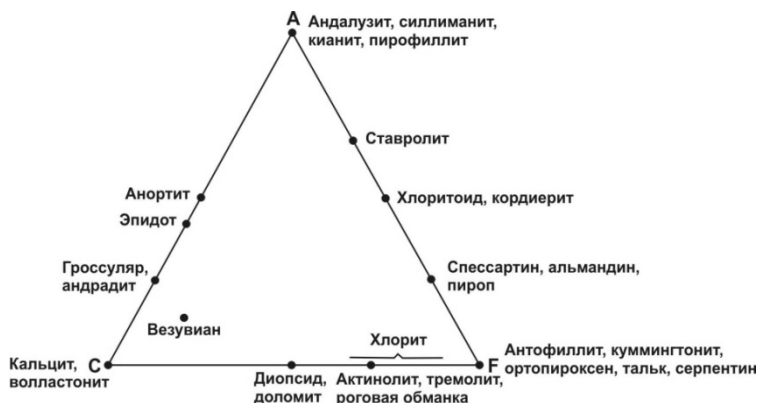 А
Андалузит, силлиманит,
кианит, пирофиллит
Ставролит
Анортит
Хлоритоид, кордиерит
Эпидот
Гроссуляр,
андрадит
Спессартин, альмандин,
пироп
Везувиан
Хлорит
Кальцит,
волластонит
С
Диопсид,
доломит
Актинолит, тремолит,
роговая обманка
F
Антофиллит, куммингтонит,
ортопироксен, тальк, серпентин